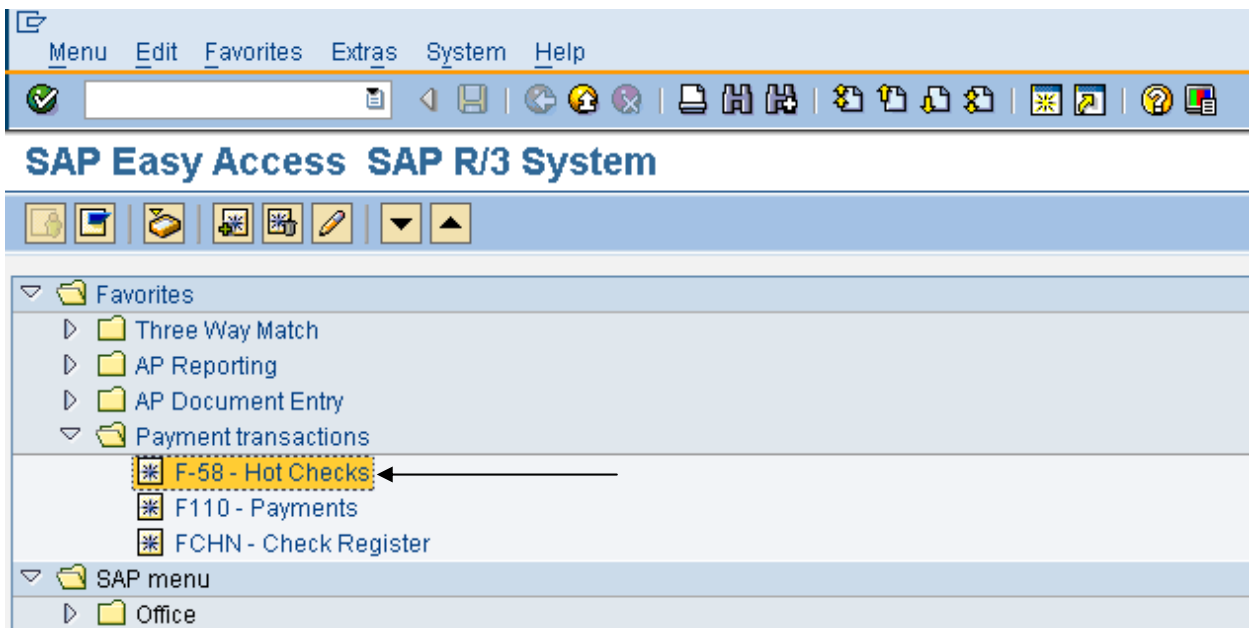 Menu Edit Favorites Extras System Help
SAP Easy Access SAP R/3 System
Favorites
Three Way Match
AP Reporting
AP Document Entry
Payment transactions
F-58 - Hot Checks
F110 - Payments
FCHN - Check Register
SAP menu
Office